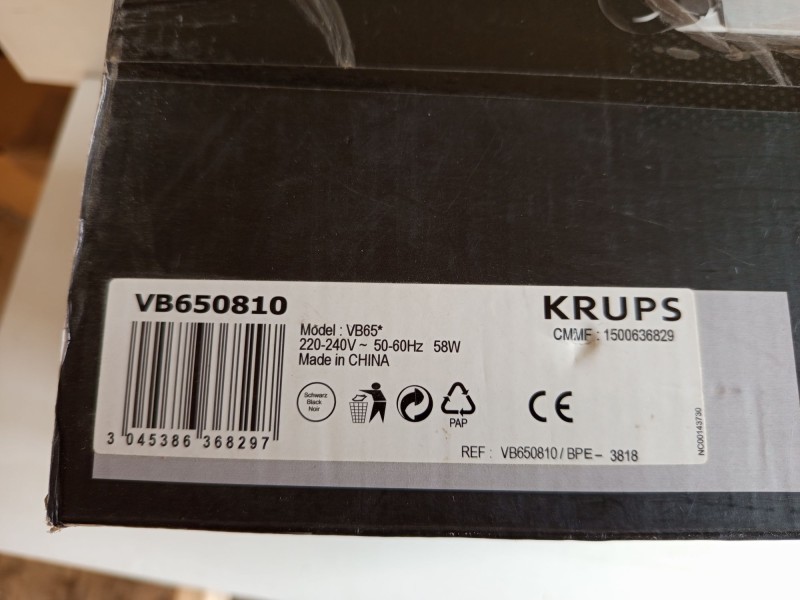 VB650810
KRUPS
Model : VB65*
CMMF : 1500636829
220-240V ~ 50-60Hz 58W
Made in CHINA
Schwarz
Black
Noir
PAP
CE
3 045386 368297
REF : VB650810 / BPE - 3818
NC00143730